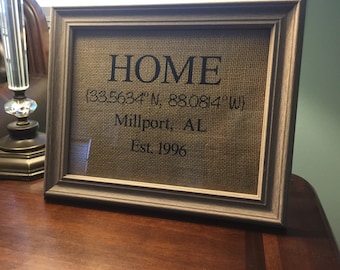 HOME
(33.5634°N, 88.0814°W)
Millport, AL
Est. 1996